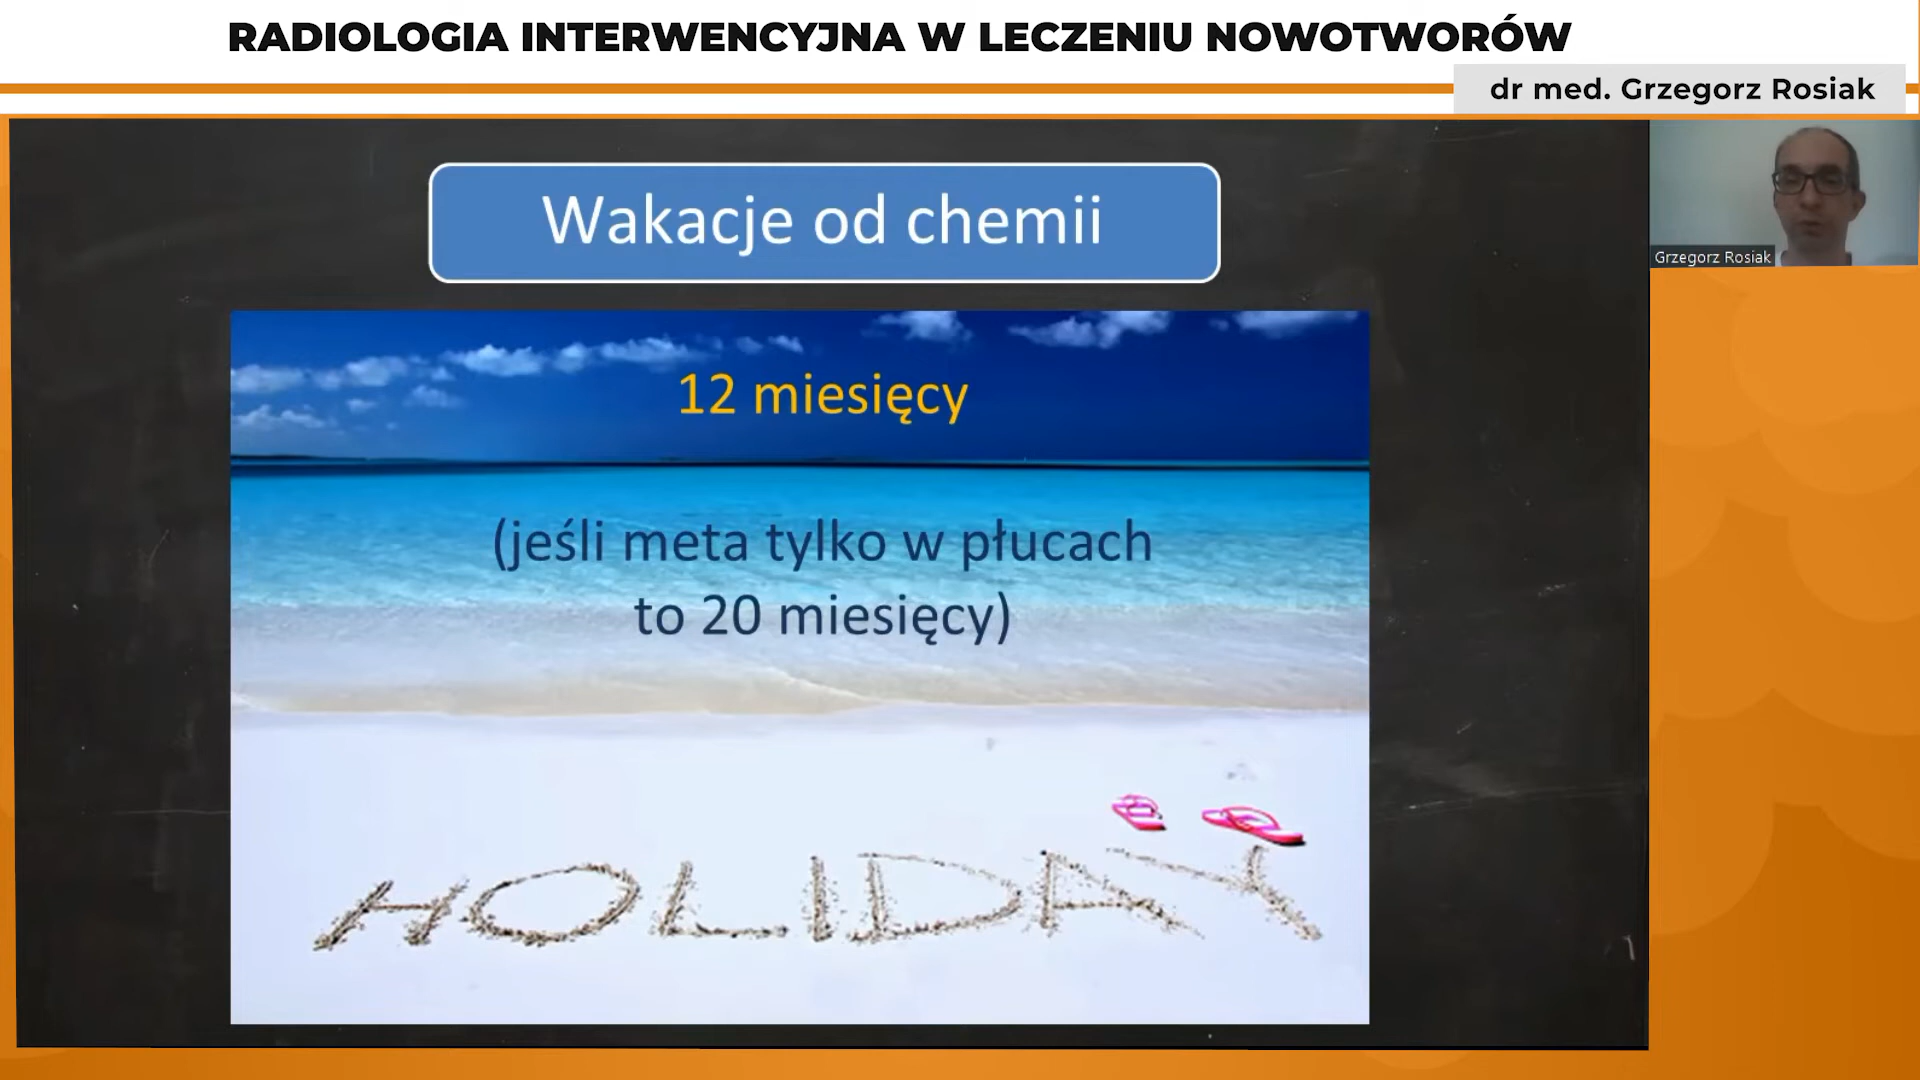 RADIOLOGIA INTERWENCYJNA W LECZENIU NOWOTWORÓW
dr med. Grzegorz Rosiak
Wakacje od chemii
Grzegorz Rosiak
12 miesięcy
(jeśli meta tylko w płucach
to 20 miesięcy)
HOLIDAY